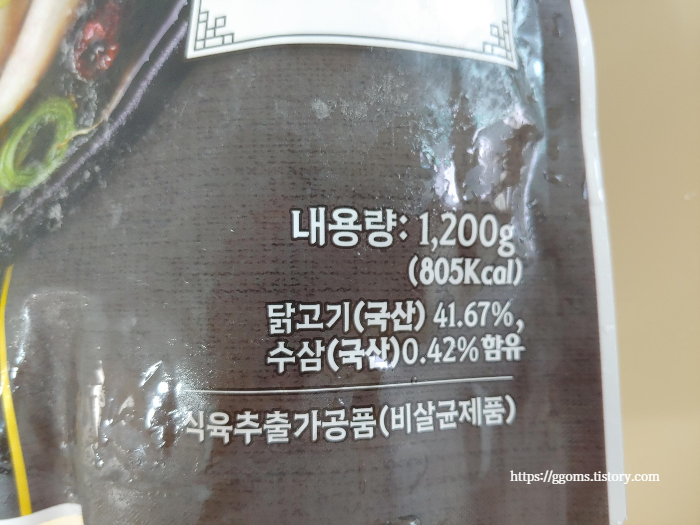 내용량: 1,200g
(805Kcal)
닭고기(국산) 41.67%,
수삼(국산)0.42%함유
식육추출가공품(비살균제품)
https://ggoms.tistory.com